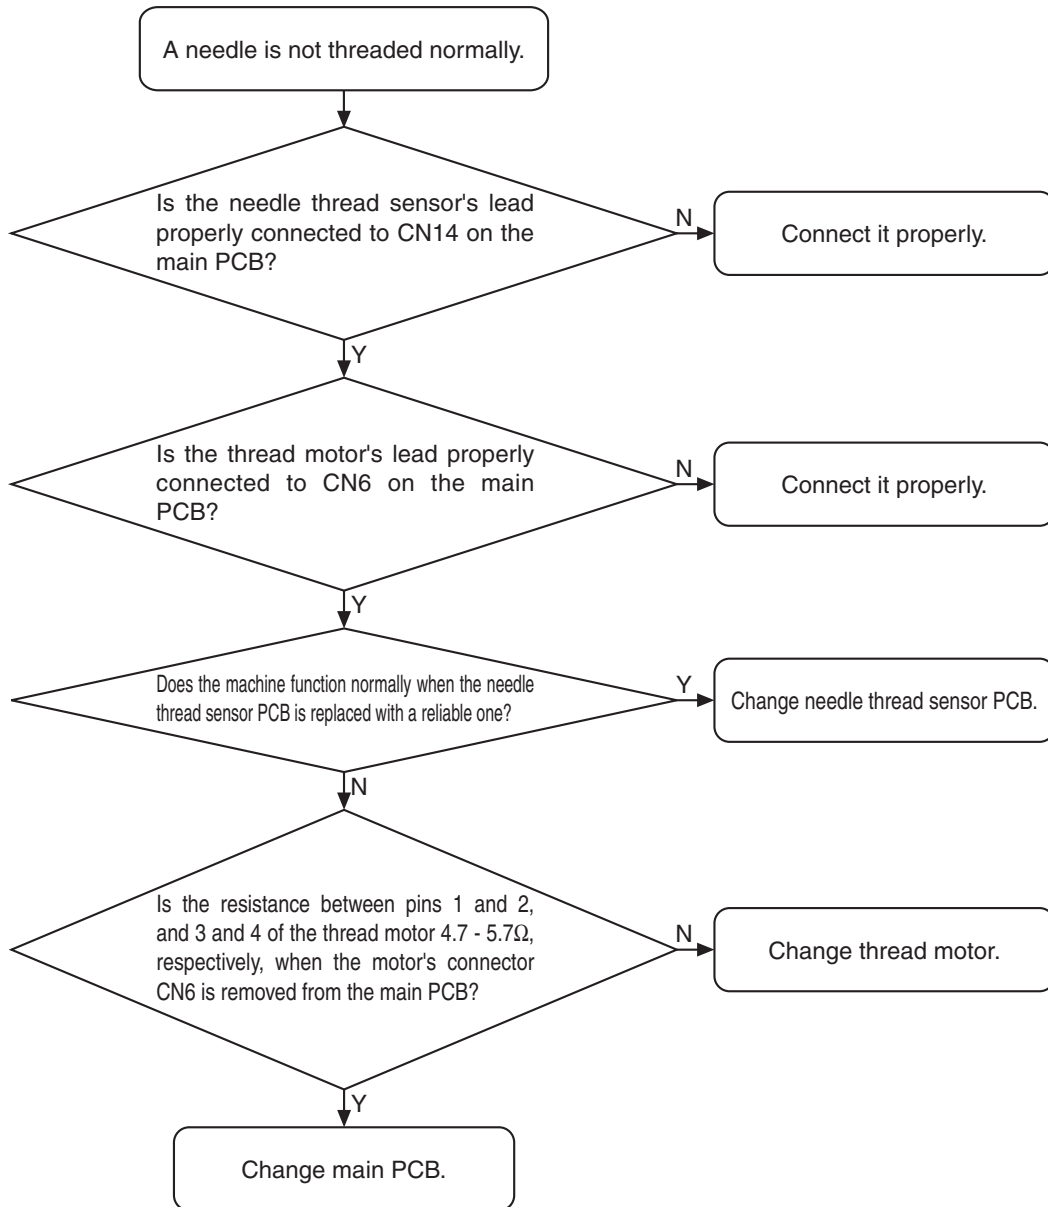 A needle is not threaded normally.
Is the needle thread sensor's lead
properly connected to CN14 on the
main PCB?
N
Connect it properly.
Y
Is the thread motor's lead properly
connected to CN6 on the main
PCB?
N
Connect it properly.
Y
Does the machine function normally when the needle
thread sensor PCB is replaced with a reliable one?
Y
Change needle thread sensor PCB.
N
Is the resistance between pins 1 and 2,
and 3 and 4 of the thread motor 4.7 - 5.7Ω,
respectively, when the motor's connector
CN6 is removed from the main PCB?
N
Change thread motor.
Y
Change main PCB.